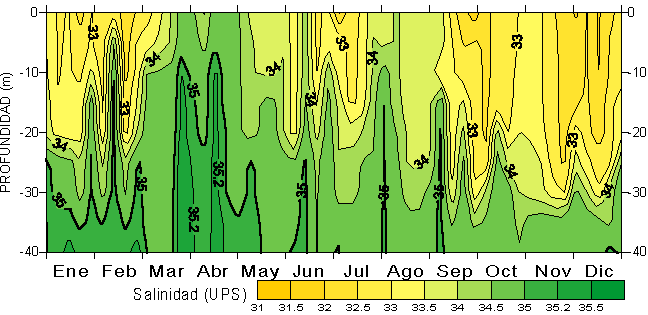 0 0
33 33 33 34
34 34
-10 -10
35
34
33 33
-20 -20
34 34
34
35.2
-30 -30
35 35 35 35 35 34
35.2
-40 -40
PROFUNDIDAD (m)
Ene Feb Mar Abr May Jun Jul Ago Sep Oct Nov Dic
Salinidad (UPS)
31 31.5 32 32.5 33 33.5 34 34.5 35 35.2 35.5